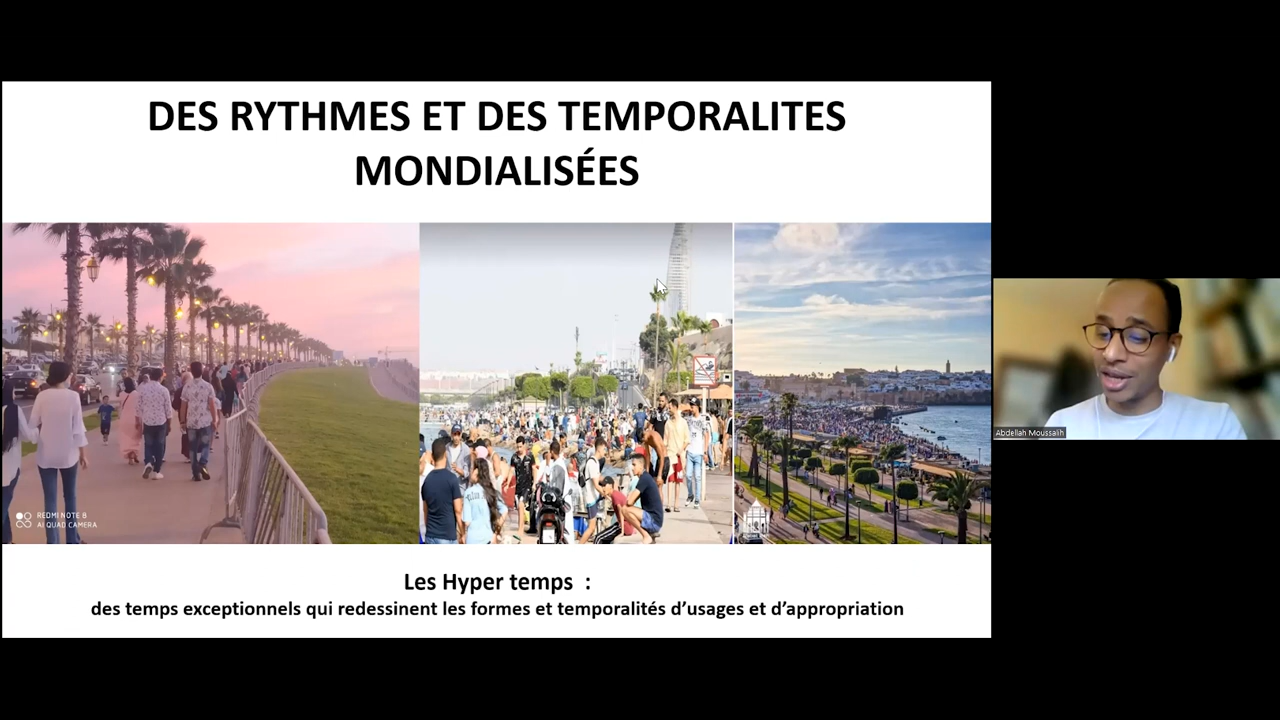 DES RYTHMES ET DES TEMPORALITES
MONDIALISÉES
REDMI NOTE 8
AI QUAD CAMERA
Les Hyper temps :
des temps exceptionnels qui redessinent les formes et temporalités d’usages et d’appropriation
Abdellah Moussalih